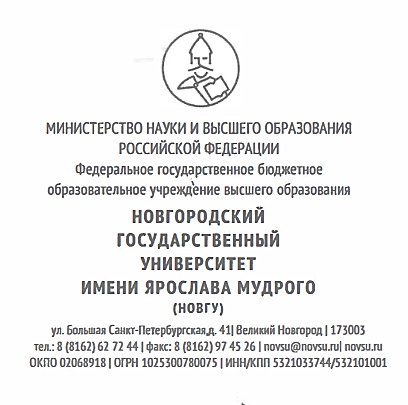 МИНИСТЕРСТВО НАУКИ И ВЫСШЕГО ОБРАЗОВАНИЯ
РОССИЙСКОЙ ФЕДЕРАЦИИ
Федеральное государственное бюджетное
образовательное учреждение высшего образования
НОВГОРОДСКИЙ
ГОСУДАРСТВЕННЫЙ
УНИВЕРСИТЕТ
ИМЕНИ ЯРОСЛАВА МУДРОГО
(НОВГУ)
ул. Большая Санкт-Петербургская,д. 41| Великий Новгород | 173003
тел.: 8 (8162) 62 72 44 | факс: 8 (8162) 97 45 26 | novsu@novsu.ru| novsu.ru
ОКПО 02068918 | ОГРН 1025300780075 | ИНН/КПП 5321033744/532101001